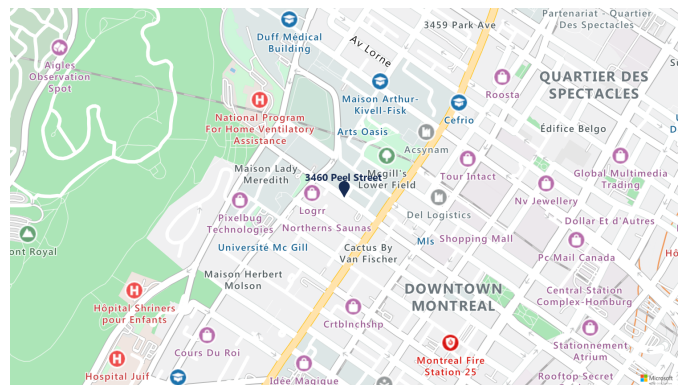 Partenariat - Quartier
Des Spectacles
3459 Park Ave
Duff Medical
Building
Av Lorne
Aigles
Observation
Spot
QUARTIER DES
SPECTACLES
Roosta
Maison Arthur-
Kivell-Fisk
National Program
For Home Ventilatory
Assistance
Cefrio
Arts Oasis
Édifice Belgo
Acsynam
Maison Lady
Meredith
3460 Peel Street
Mcgill's
Lower Field
Tour Intact
Global Multimedia
Trading
Logrr
Nv Jewellery
Pixelbug
Technologies
Del Logistics
Dollar Et d'Autres
Northerns Saunas
ont Royal
Université Mc Gill
Cactus By
Van Fischer
Mls
Shopping Mall
Pc Mail Canada
Maison Herbert
Molson
DOWNTOWN
MONTREAL
Central Station
Complex-Homburg
Hôpital Shriners
pour Enfants
Crtblnchshp
Stationnement
Atrium
Cours Du Roi
Montreal Fire
Station 25
Hospital Juif
Idée Magique
Rooftop Secret
Microsoft